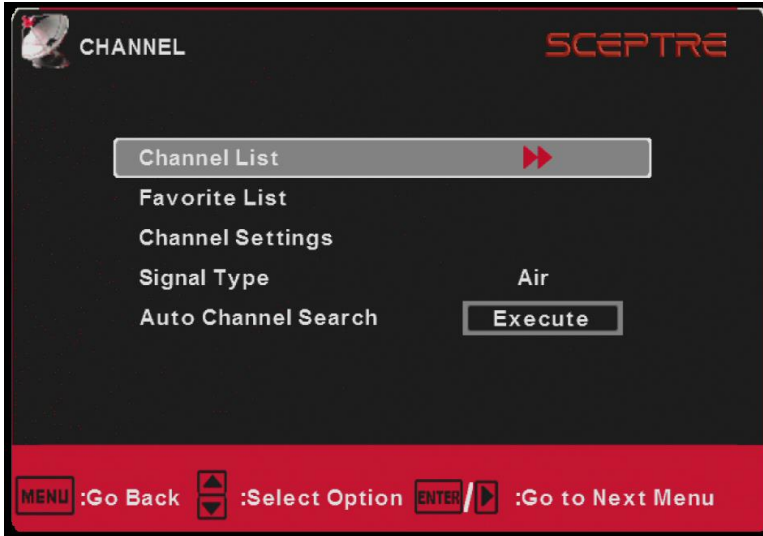 CHANNEL
SCEPTRE
Channel List
Favorite List
Channel Settings
Signal Type Air
Auto Channel Search Execute
MENU :Go Back :Select Option ENTER/ :Go to Next Menu